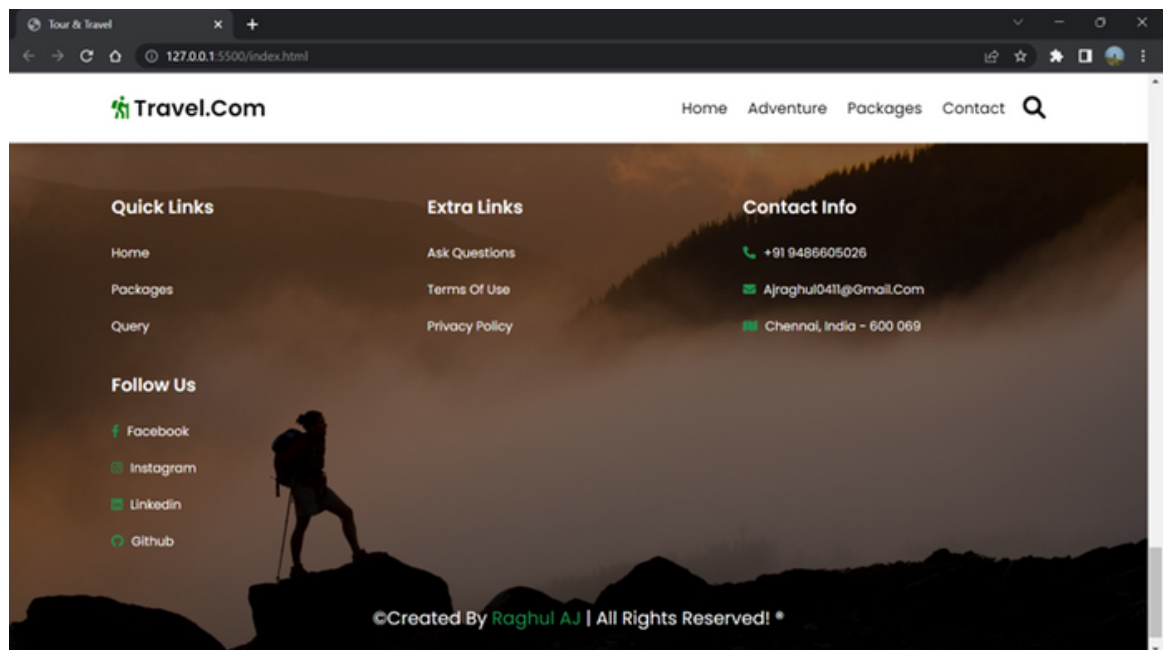 Tour & Travel
127.0.0.1:5500/index.html
Travel.Com
Home Adventure Packages Contact
Quick Links
Home
Packages
Query
Extra Links
Ask Questions
Terms Of Use
Privacy Policy
Contact Info
+91 9486605026
Ajraghul0411@Gmail.Com
Chennai, India - 600 069
Follow Us
Facebook
Instagram
Linkedin
Github
©Created By Raghul AJ | All Rights Reserved! ®